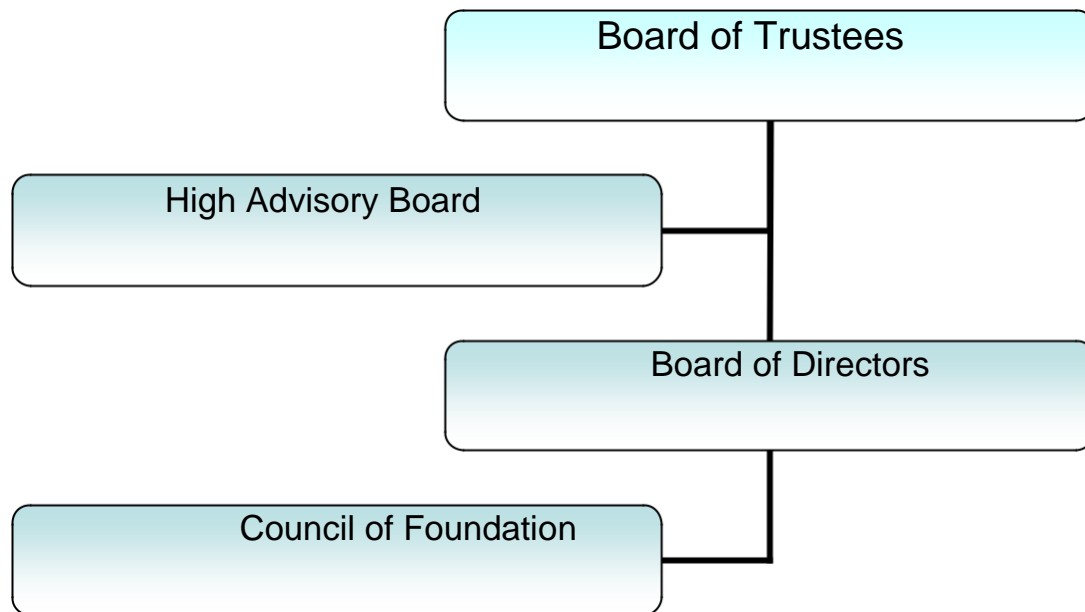 Board of Trustees
High Advisory Board
Board of Directors
Council of Foundation